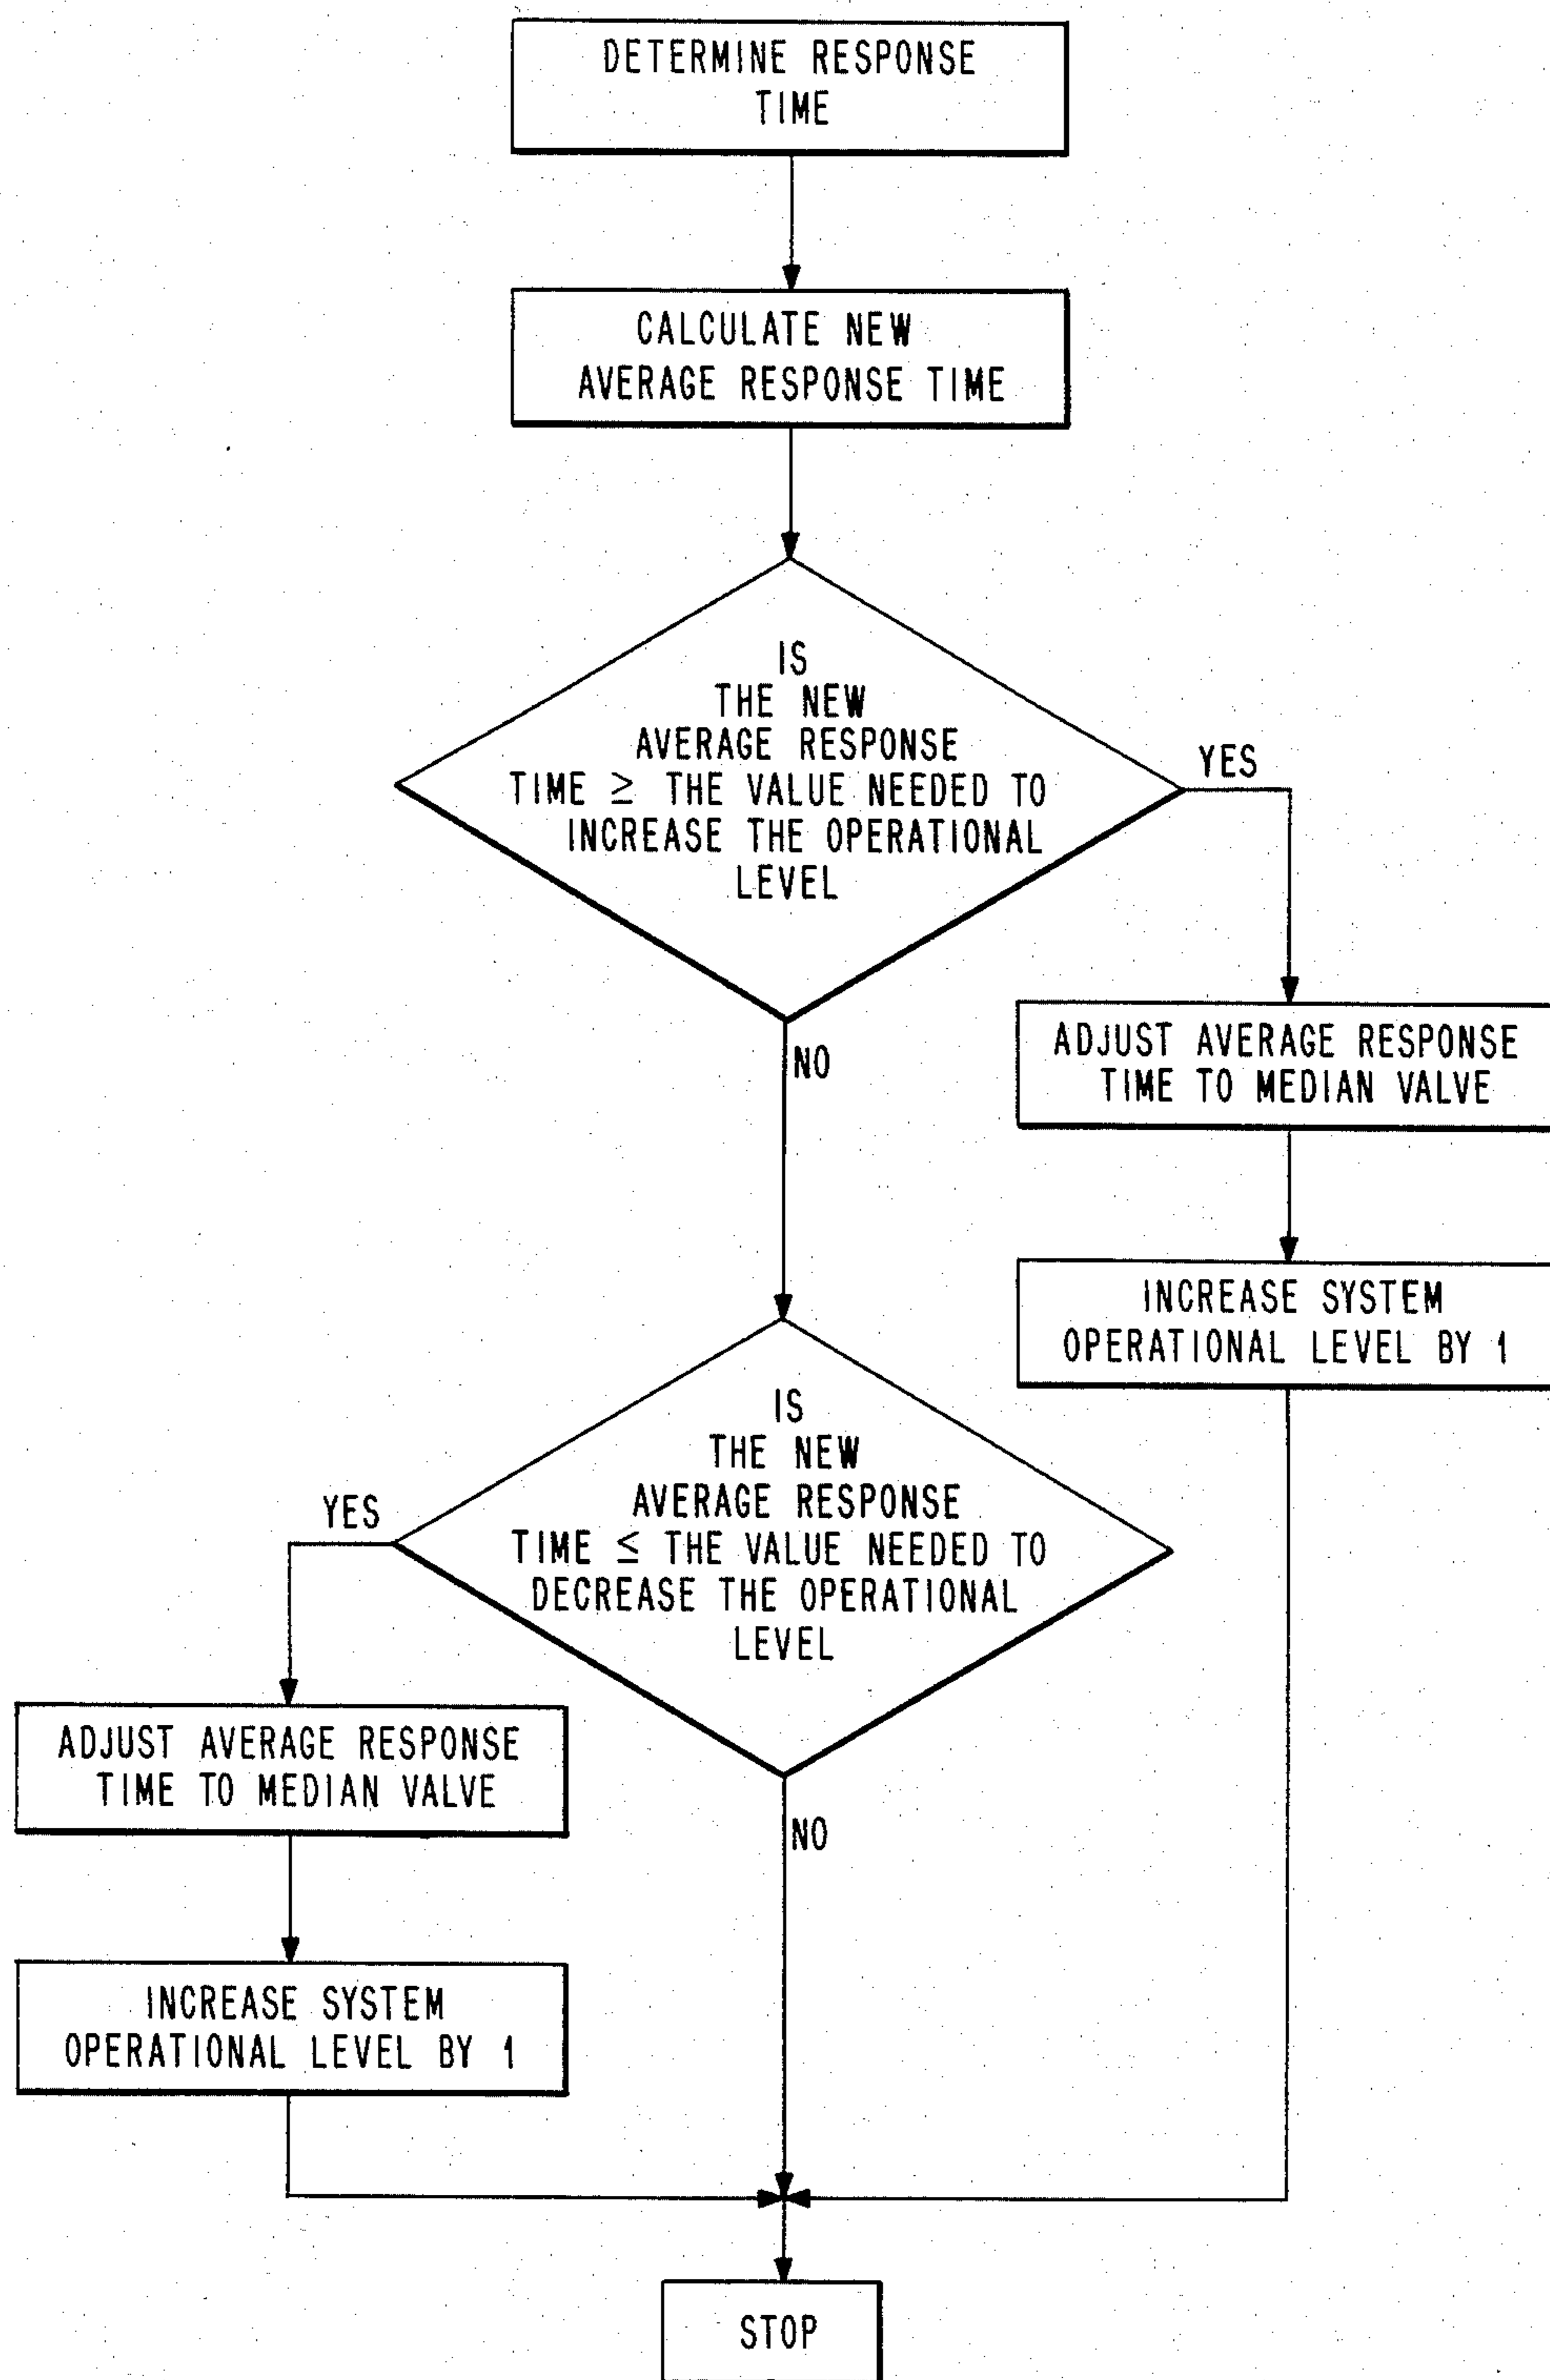 DETERMINE RESPONSE
TIME
CALCULATE NEW
AVERAGE RESPONSE TIME
IS
THE NEW
AVERAGE RESPONSE
TIME ≥ THE VALUE NEEDED TO
INCREASE THE OPERATIONAL
LEVEL
YES
NO
ADJUST AVERAGE RESPONSE
TIME TO MEDIAN VALVE
INCREASE SYSTEM
OPERATIONAL LEVEL BY 1
IS
THE NEW
AVERAGE RESPONSE
TIME ≤ THE VALUE NEEDED TO
DECREASE THE OPERATIONAL
LEVEL
YES
NO
ADJUST AVERAGE RESPONSE
TIME TO MEDIAN VALVE
INCREASE SYSTEM
OPERATIONAL LEVEL BY 1
STOP